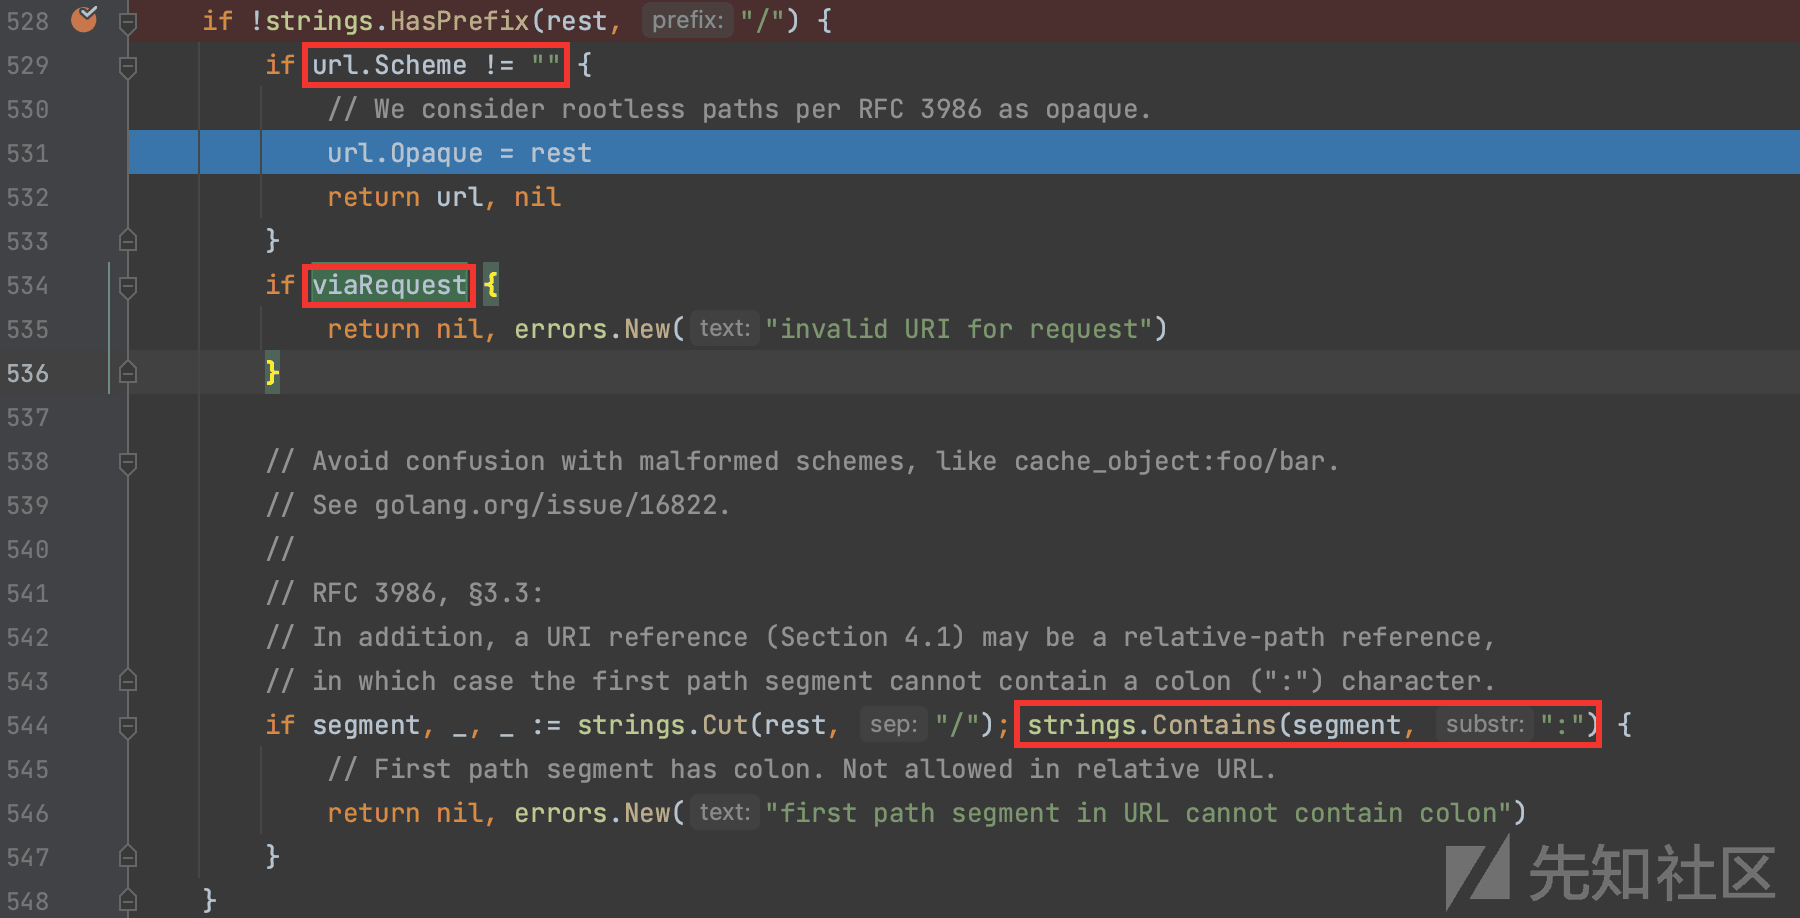 528 if !strings.HasPrefix(rest, prefix: "/") {
529 if url.Scheme != "" {
530 // We consider rootless paths per RFC 3986 as opaque.
531 url.Opaque = rest
532 return url, nil
533 }
534 if viaRequest {
535 return nil, errors.New( text: "invalid URI for request")
536 }
537
538 // Avoid confusion with malformed schemes, like cache_object:foo/bar.
539 // See golang.org/issue/16822.
540 //
541 // RFC 3986, §3.3:
542 // In addition, a URI reference (Section 4.1) may be a relative-path reference,
543 // in which case the first path segment cannot contain a colon (":") character.
544 if segment, _, _ := strings.Cut(rest, sep: "/"); strings.Contains(segment, substr: ":") {
545 // First path segment has colon. Not allowed in relative URL.
546 return nil, errors.New( text: "first path segment in URL cannot contain colon")
547 }
548 }
先知社区